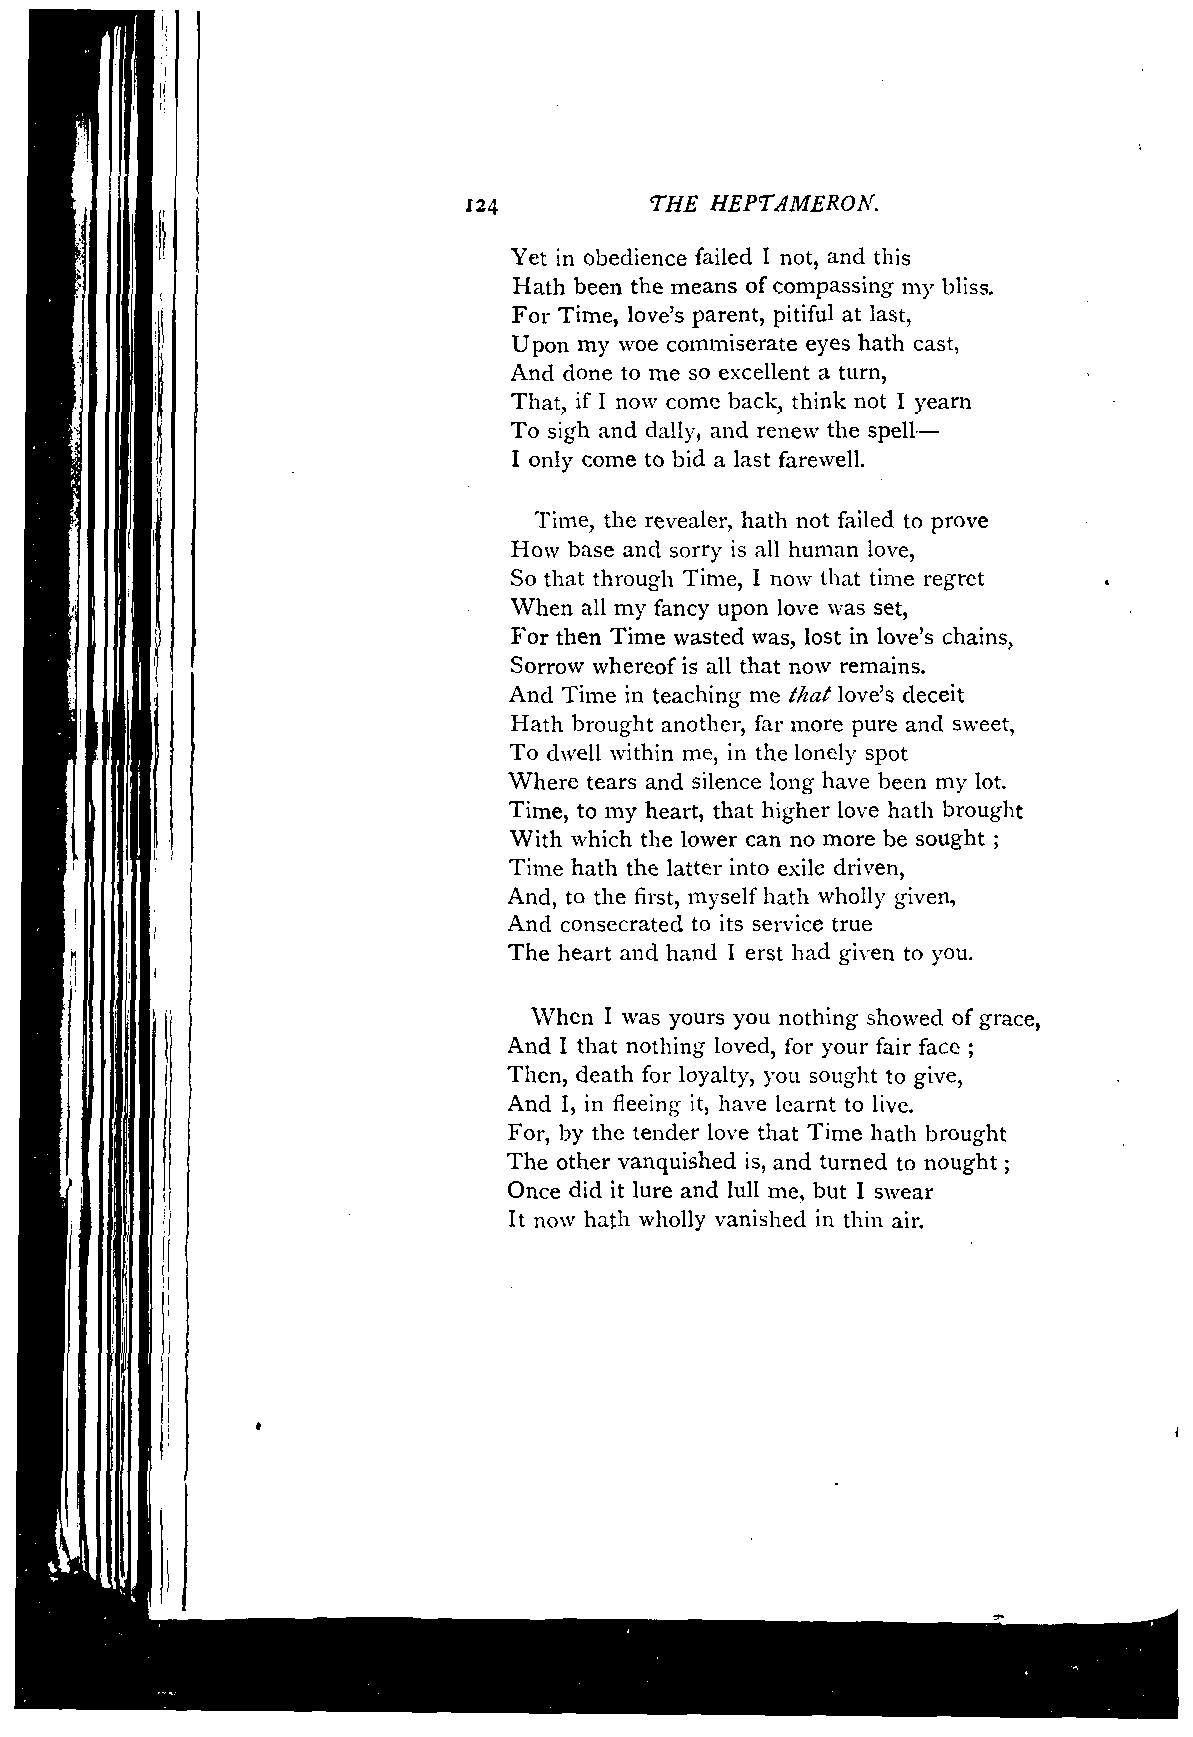 124 THE HEPTAMERON.
Yet in obedience failed I not, and this
Hath been the means of compassing my bliss.
For Time, love's parent, pitiful at last,
Upon my woe commiserate eyes hath cast,
And done to me so excellent a turn,
That, if I now come back, think not I yearn
To sigh and dally, and renew the spell—
I only come to bid a last farewell.
Time, the revealer, hath not failed to prove
How base and sorry is all human love,
So that through Time, I now that time regret
When all my fancy upon love was set,
For then Time wasted was, lost in love's chains,
Sorrow whereof is all that now remains.
And Time in teaching me that love's deceit
Hath brought another, far more pure and sweet,
To dwell within me, in the lonely spot
Where tears and silence long have been my lot.
Time, to my heart, that higher love hath brought
With which the lower can no more be sought ;
Time hath the latter into exile driven,
And, to the first, myself hath wholly given,
And consecrated to its service true
The heart and hand I erst had given to you.
When I was yours you nothing showed of grace,
And I that nothing loved, for your fair face ;
Then, death for loyalty, you sought to give,
And I, in fleeing it, have learnt to live.
For, by the tender love that Time hath brought
The other vanquished is, and turned to nought ;
Once did it lure and lull me, but I swear
It now hath wholly vanished in thin air.